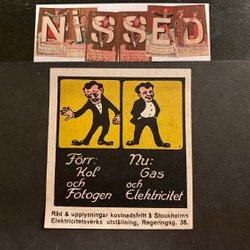 NiSSED
Förr: Nu:
Kol Gas
och och
Fotogen Elektricitet
Råd & upplysningar kostnadsfritt å Stockholms
Elektricitetsverks utställning, Regeringsg. 38.